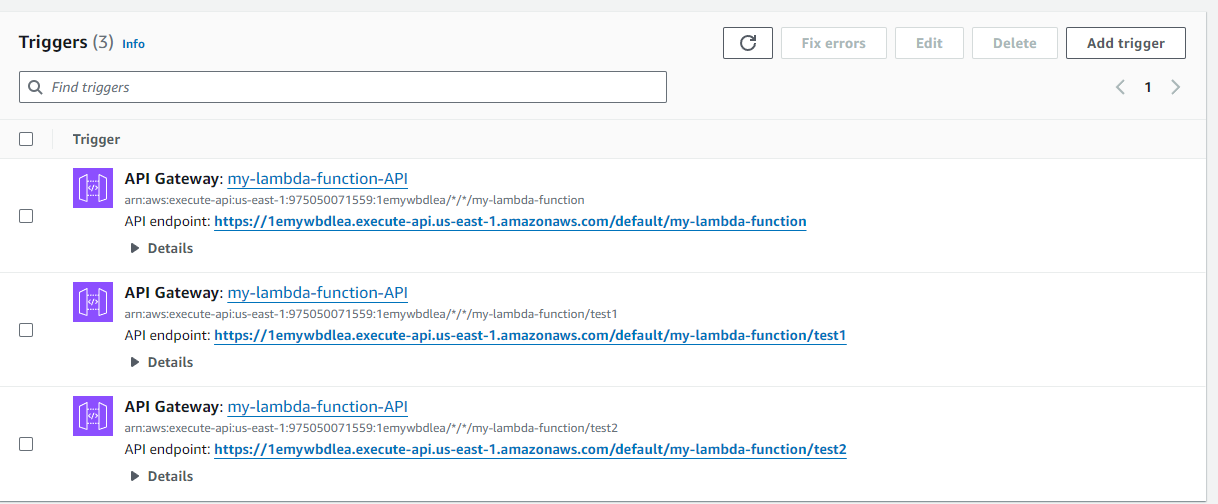 Triggers (3) Info
Fix errors
Edit
Delete
Add trigger
Find triggers
1
Trigger
API Gateway: my-lambda-function-API
arn:aws:execute-api:us-east-1:975050071559:1emywbdlea/*/*/my-lambda-function
API endpoint: https://1emywbdlea.execute-api.us-east-1.amazonaws.com/default/my-lambda-function
Details
API Gateway: my-lambda-function-API
arn:aws:execute-api:us-east-1:975050071559:1emywbdlea/*/*/my-lambda-function/test1
API endpoint: https://1emywbdlea.execute-api.us-east-1.amazonaws.com/default/my-lambda-function/test1
Details
API Gateway: my-lambda-function-API
arn:aws:execute-api:us-east-1:975050071559:1emywbdlea/*/*/my-lambda-function/test2
API endpoint: https://1emywbdlea.execute-api.us-east-1.amazonaws.com/default/my-lambda-function/test2
Details